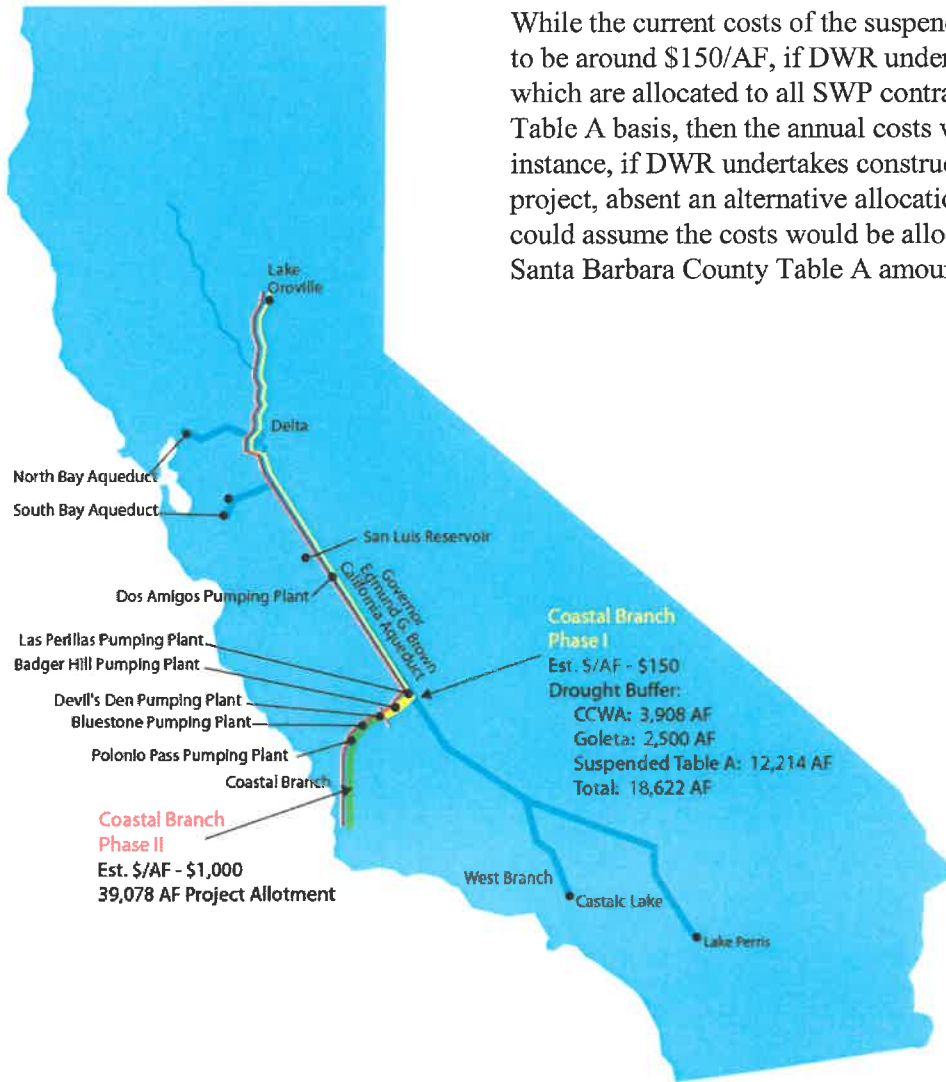 While the current costs of the suspen
to be around $150/AF, if DWR under
which are allocated to all SWP contra
Table A basis, then the annual costs v
instance, if DWR undertakes construc
project, absent an alternative allocatio
could assume the costs would be allo
Santa Barbara County Table A amour
Lake
Oroville
Delta
North Bay Aqueduct
South Bay Aqueduct
San Luis Reservoir
Dos Amigos Pumping Plant
Governor
Edmund G. Brown
California Aqueduct
Las Perillas Pumping Plant
Badger Hill Pumping Plant
Devil's Den Pumping Plant
Bluestone Pumping Plant
Polonio Pass Pumping Plant
Coastal Branch
Coastal Branch
Phase I
Est. $/AF - $150
Drought Buffer:
CCWA: 3,908 AF
Goleta: 2,500 AF
Suspended Table A: 12,214 AF
Total: 18,622 AF
Coastal Branch
Phase II
Est. $/AF - $1,000
39,078 AF Project Allotment
West Branch
Castaic Lake
Lake Perris